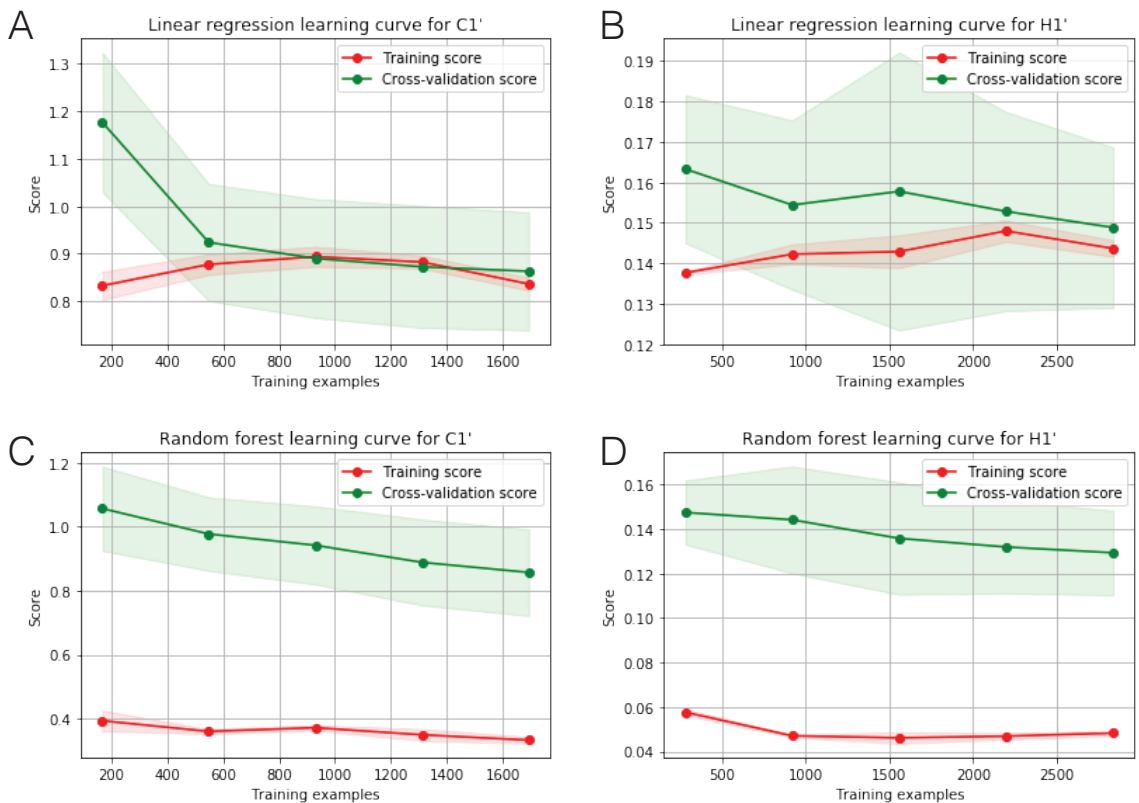 A
Linear regression learning curve for C1'
Training score
Cross-validation score
1.3
1.2
1.1
1.0
0.9
0.8
Score
200 400 600 800 1000 1200 1400 1600
Training examples
B
Linear regression learning curve for H1'
Training score
Cross-validation score
0.19
0.18
0.17
0.16
0.15
0.14
0.13
0.12
Score
500 1000 1500 2000 2500
Training examples
C
Random forest learning curve for C1'
Training score
Cross-validation score
1.2
1.0
0.8
0.6
0.4
Score
200 400 600 800 1000 1200 1400 1600
Training examples
D
Random forest learning curve for H1'
Training score
Cross-validation score
0.16
0.14
0.12
0.10
0.08
0.06
0.04
Score
500 1000 1500 2000 2500
Training examples